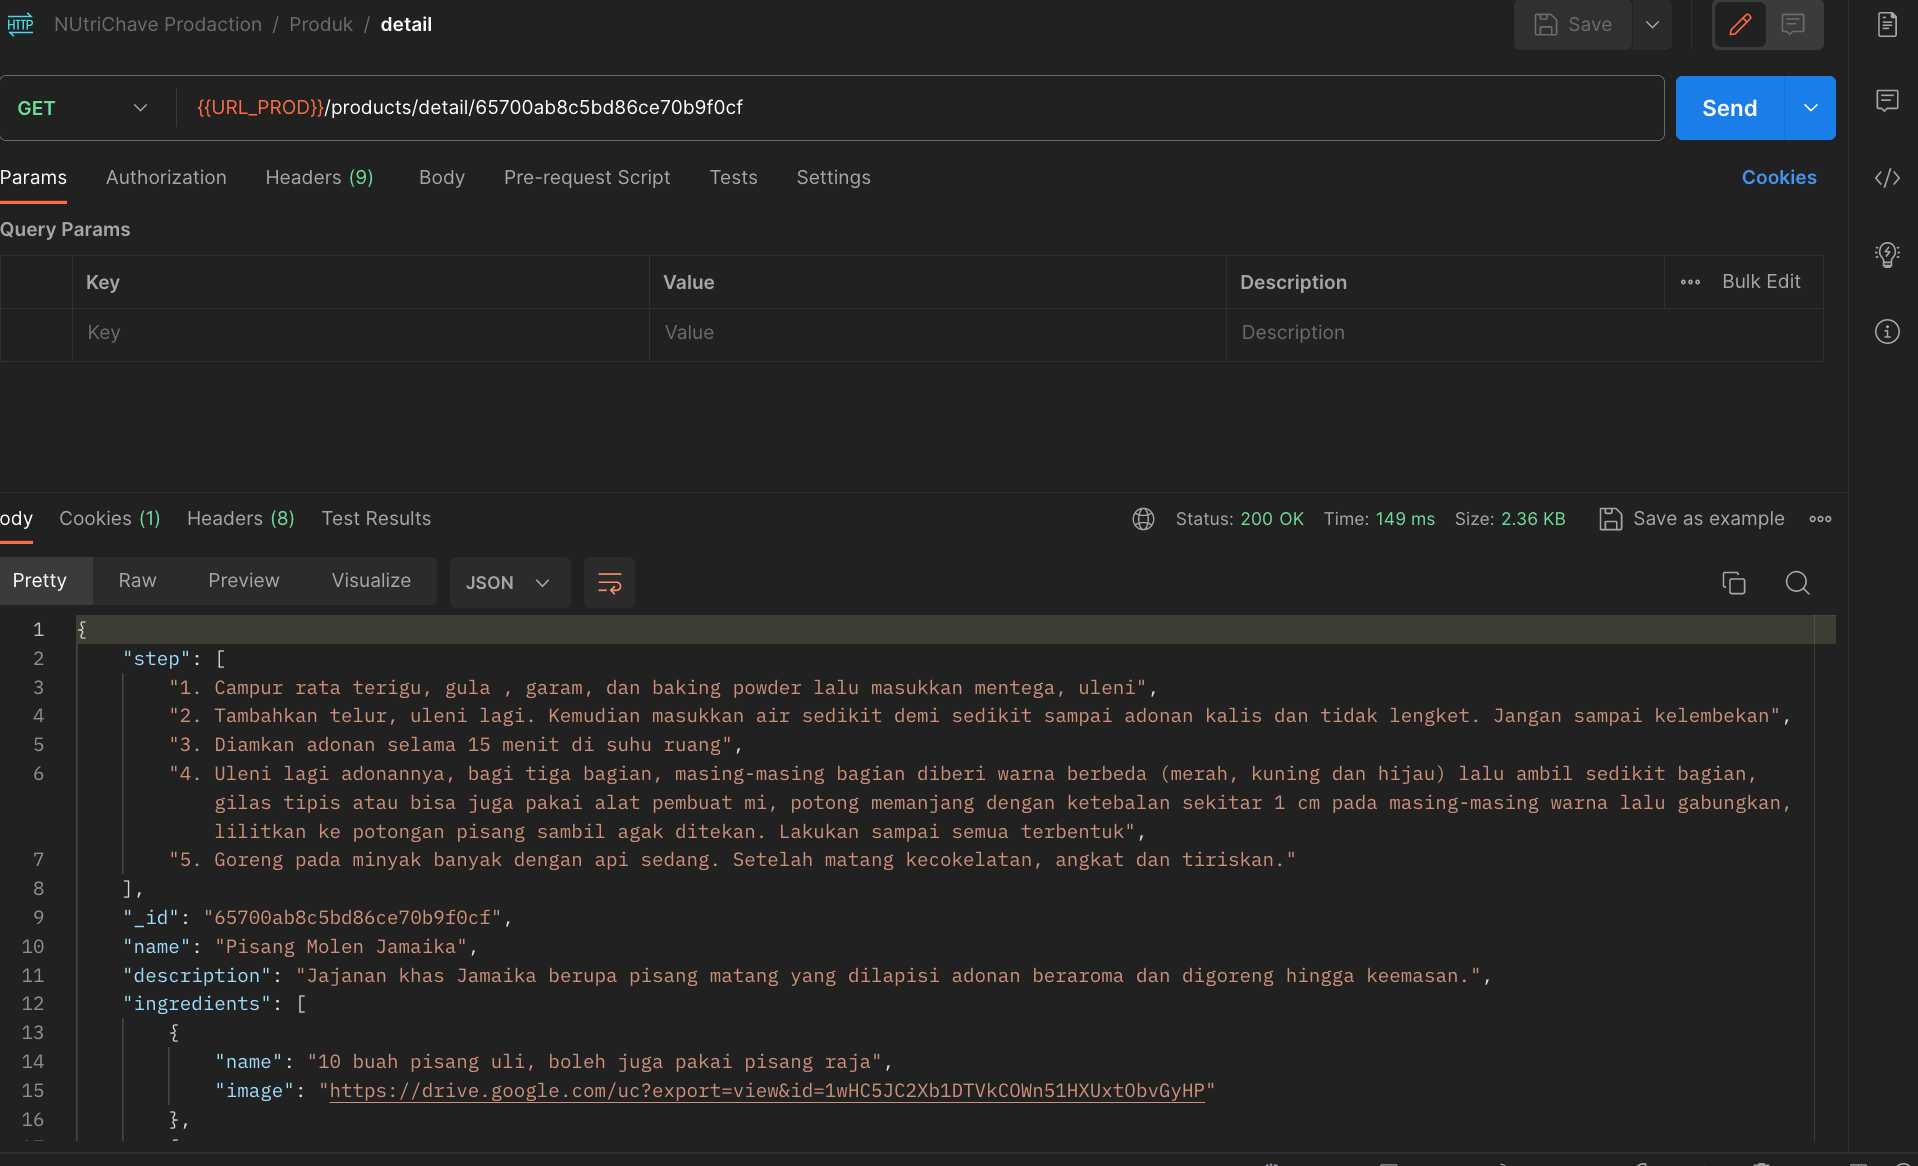 HTTP NUtriChave Prodaction / Produk / detail Save
GET {{URL_PROD}}/products/detail/65700ab8c5bd86ce70b9f0cf Send
Params Authorization Headers (9) Body Pre-request Script Tests Settings Cookies
Query Params
Key Value Description Bulk Edit
Key Value Description
ody Cookies (1) Headers (8) Test Results Status: 200 OK Time: 149 ms Size: 2.36 KB Save as example
Pretty Raw Preview Visualize JSON
1 {
2 "step": [
3 "1. Campur rata terigu, gula , garam, dan baking powder lalu masukkan mentega, uleni",
4 "2. Tambahkan telur, uleni lagi. Kemudian masukkan air sedikit demi sedikit sampai adonan kalis dan tidak lengket. Jangan sampai kelembekan",
5 "3. Diamkan adonan selama 15 menit di suhu ruang",
6 "4. Uleni lagi adonannya, bagi tiga bagian, masing-masing bagian diberi warna berbeda (merah, kuning dan hijau) lalu ambil sedikit bagian,
gilas tipis atau bisa juga pakai alat pembuat mi, potong memanjang dengan ketebalan sekitar 1 cm pada masing-masing warna lalu gabungkan,
lilitkan ke potongan pisang sambil agak ditekan. Lakukan sampai semua terbentuk",
7 "5. Goreng pada minyak banyak dengan api sedang. Setelah matang kecokelatan, angkat dan tiriskan."
8 ],
9 "_id": "65700ab8c5bd86ce70b9f0cf",
10 "name": "Pisang Molen Jamaika",
11 "description": "Jajanan khas Jamaika berupa pisang matang yang dilapisi adonan beraroma dan digoreng hingga keemasan.",
12 "ingredients": [
13 {
14 "name": "10 buah pisang uli, boleh juga pakai pisang raja",
15 "image": "https://drive.google.com/uc?export=view&id=1wHC5JC2Xb1DTVkCOWn51HXUxtObvGyHP"
16 },